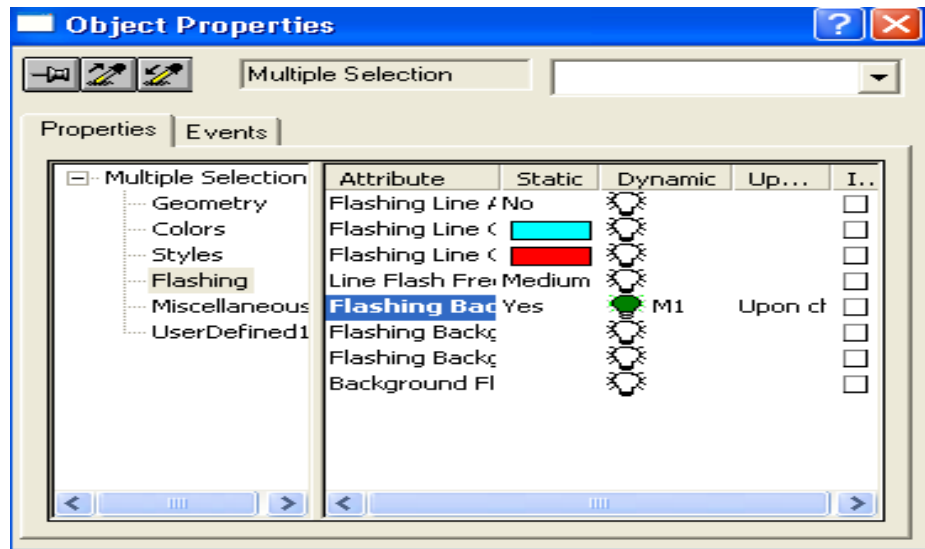 Object Properties
Multiple Selection
Properties Events
Multiple Selection
Geometry
Colors
Styles
Flashing
Miscellaneous
UserDefined1
Attribute Static Dynamic Up... I..
Flashing Line A No
Flashing Line C
Flashing Line C
Line Flash Fre Medium
Flashing Bac Yes M1 Upon ch
Flashing Backg
Flashing Backg
Background Fl